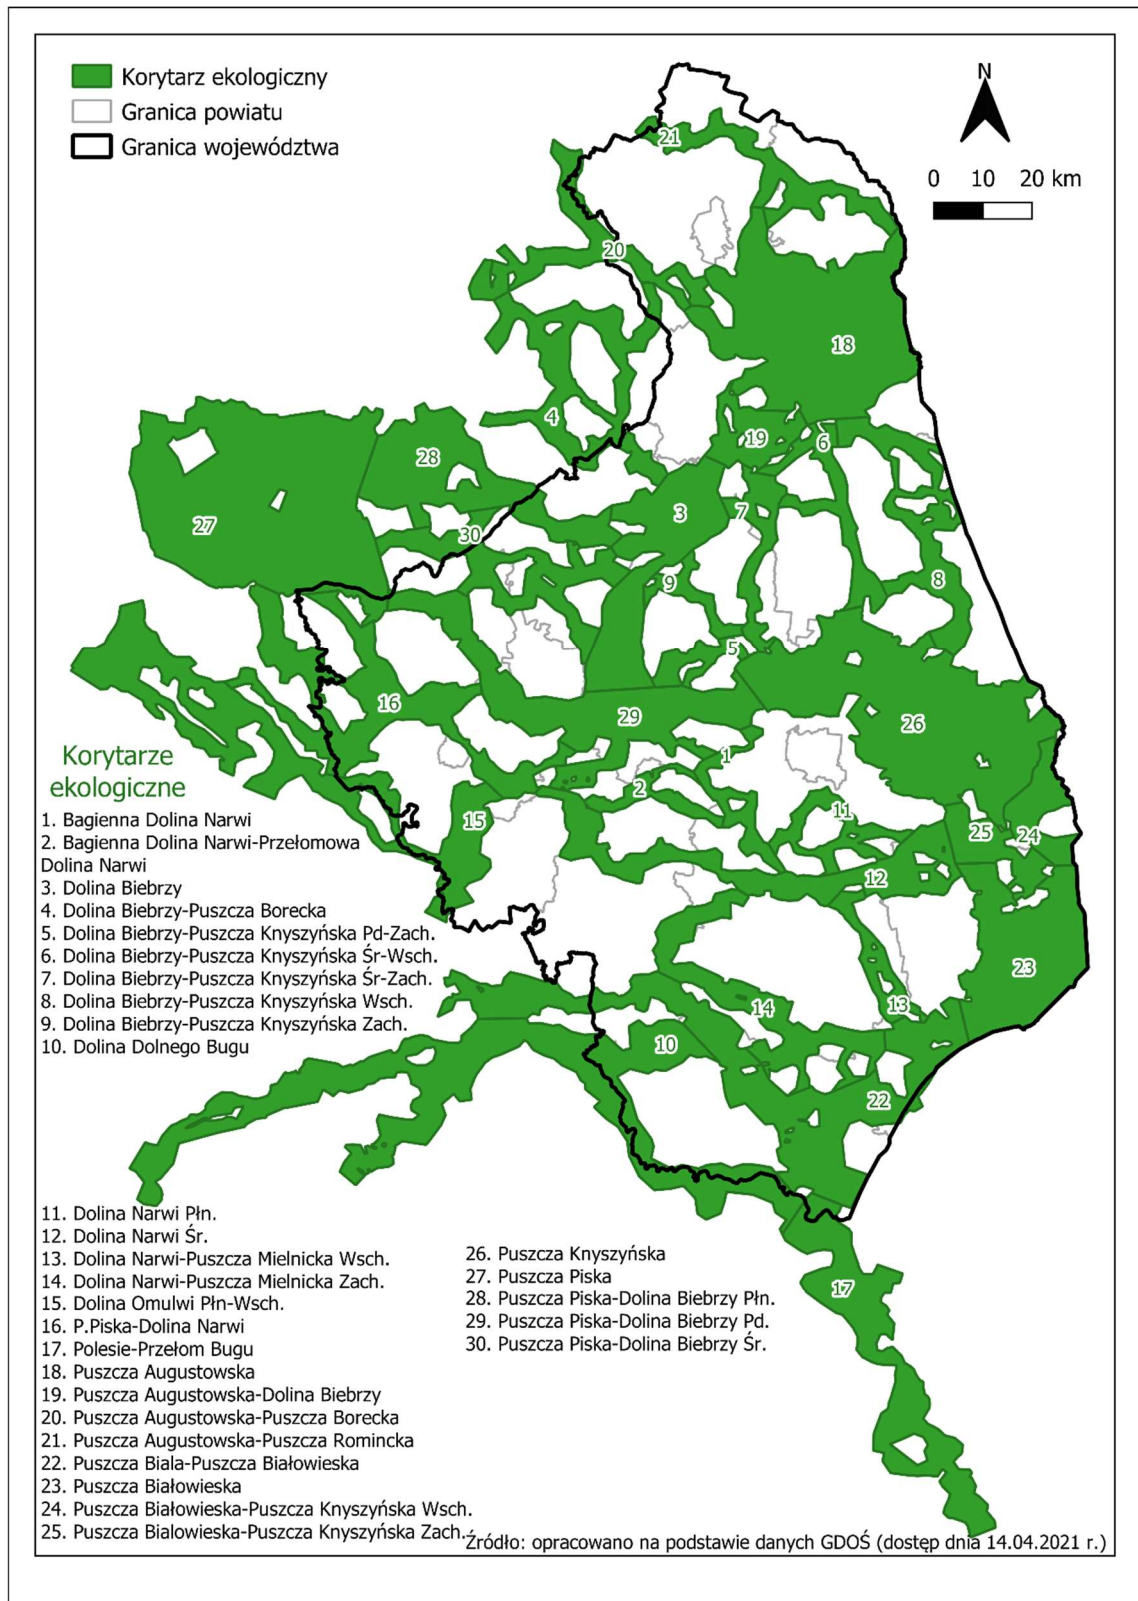 Korytarz ekologiczny
Granica powiatu
Granica województwa
N
0 10 20 km
21
20
18
4
19
6
28
27
3
7
30
9
8
5
16
29
26
1
2
15
11
25
24
12
23
13
14
10
22
17
Korytarze
ekologiczne
1. Bagienna Dolina Narwi
2. Bagienna Dolina Narwi-Przełomowa
Dolina Narwi
3. Dolina Biebrzy
4. Dolina Biebrzy-Puszcza Borecka
5. Dolina Biebrzy-Puszcza Knyszyńska Pd-Zach.
6. Dolina Biebrzy-Puszcza Knyszyńska Śr-Wsch.
7. Dolina Biebrzy-Puszcza Knyszyńska Śr-Zach.
8. Dolina Biebrzy-Puszcza Knyszyńska Wsch.
9. Dolina Biebrzy-Puszcza Knyszyńska Zach.
10. Dolina Dolnego Bugu
11. Dolina Narwi Płn.
12. Dolina Narwi Śr.
13. Dolina Narwi-Puszcza Mielnicka Wsch.
14. Dolina Narwi-Puszcza Mielnicka Zach.
15. Dolina Omulwi Płn-Wsch.
16. P.Piska-Dolina Narwi
17. Polesie-Przełom Bugu
18. Puszcza Augustowska
19. Puszcza Augustowska-Dolina Biebrzy
20. Puszcza Augustowska-Puszcza Borecka
21. Puszcza Augustowska-Puszcza Romincka
22. Puszcza Biala-Puszcza Białowieska
23. Puszcza Białowieska
24. Puszcza Białowieska-Puszcza Knyszyńska Wsch.
25. Puszcza Bialowieska-Puszcza Knyszyńska Zach.
26. Puszcza Knyszyńska
27. Puszcza Piska
28. Puszcza Piska-Dolina Biebrzy Płn.
29. Puszcza Piska-Dolina Biebrzy Pd.
30. Puszcza Piska-Dolina Biebrzy Śr.
Źródło: opracowano na podstawie danych GDOŚ (dostęp dnia 14.04.2021 r.)